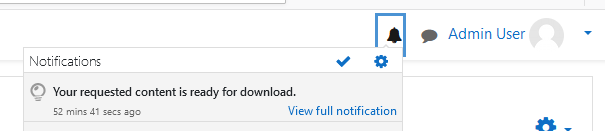 Admin User
Notifications
Your requested content is ready for download.
52 mins 41 secs ago
View full notification